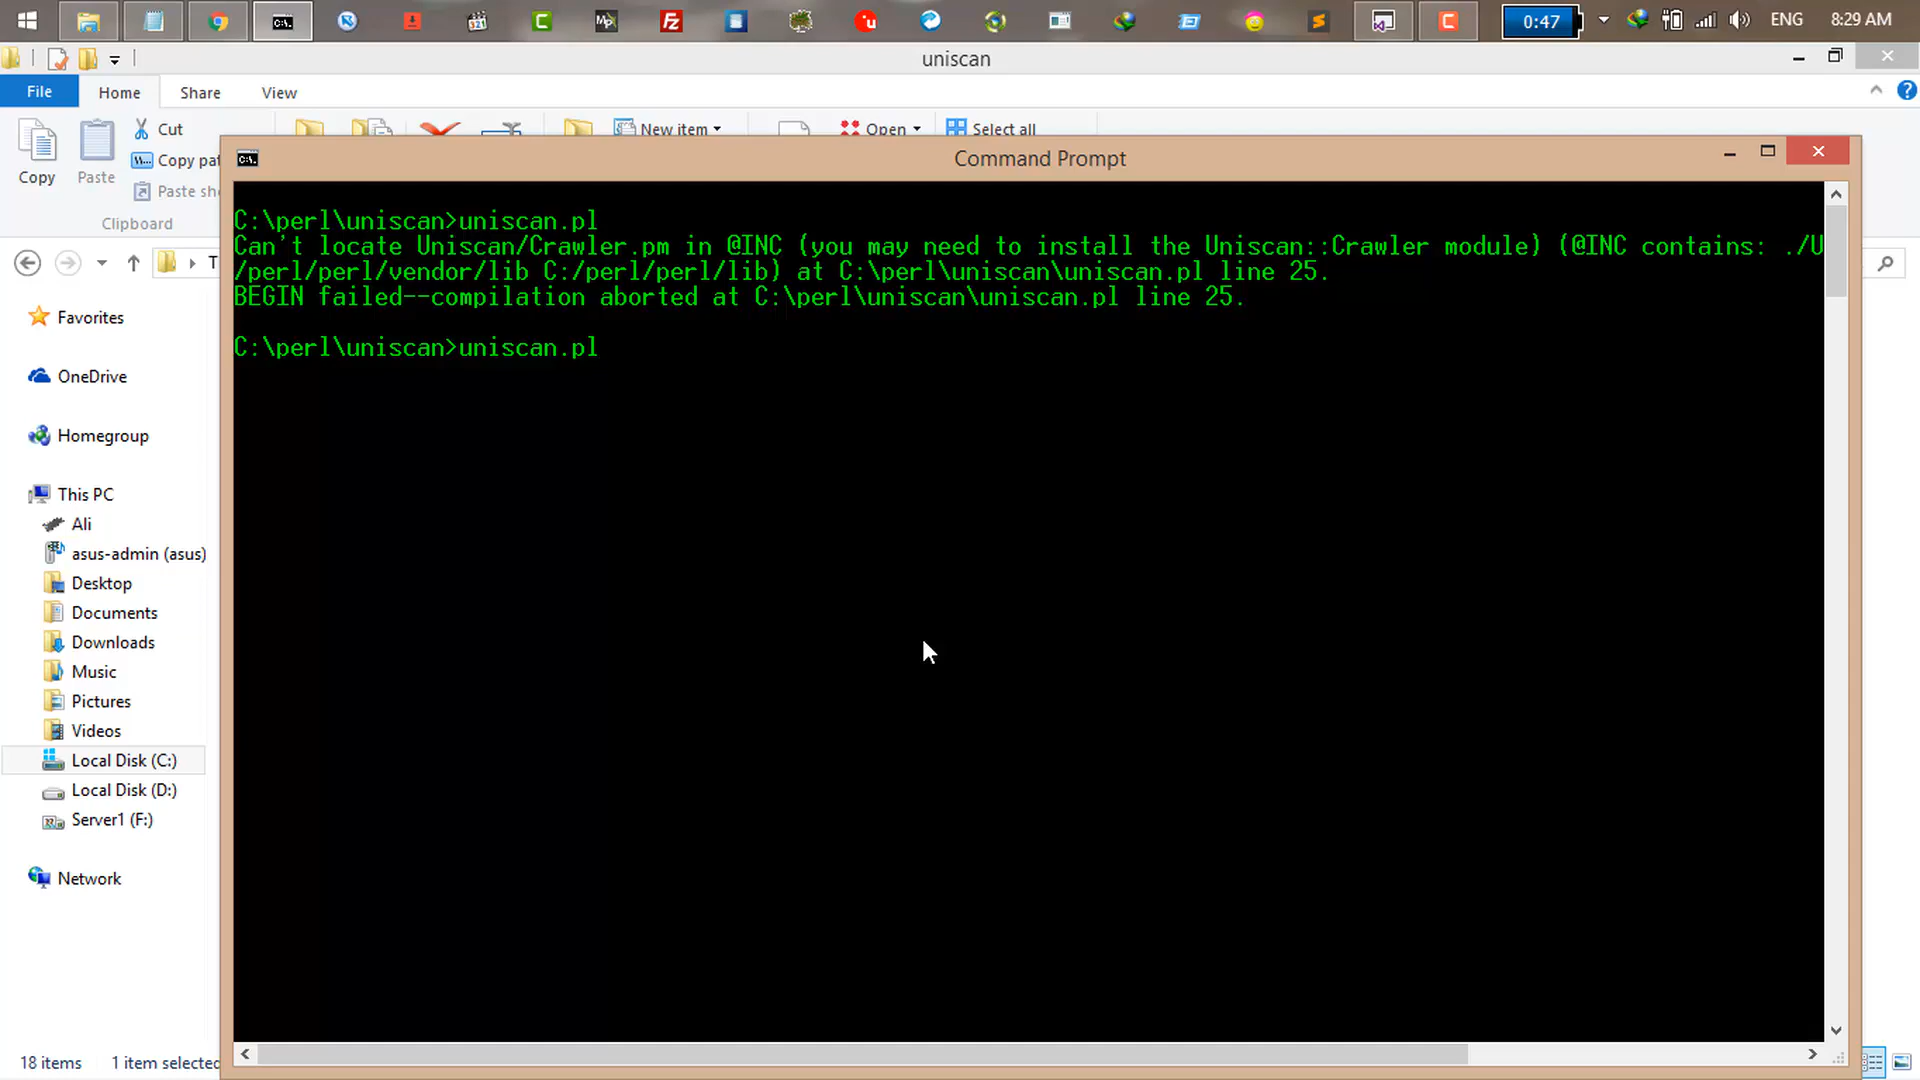 0:47
ENG
8:29 AM
uniscan
File
Home
Share
View
Cut
Copy pat
Paste sh
Copy
Paste
Clipboard
New item
Open
Select all
Command Prompt
C:\perl\uniscan>uniscan.pl
Can't locate Uniscan/Crawler.pm in @INC (you may need to install the Uniscan::Crawler module) (@INC contains: ./U
/perl/perl/vendor/lib C:/perl/perl/lib) at C:\perl\uniscan\uniscan.pl line 25.
BEGIN failed--compilation aborted at C:\perl\uniscan\uniscan.pl line 25.
C:\perl\uniscan>uniscan.pl
T
Favorites
OneDrive
Homegroup
This PC
Ali
asus-admin (asus)
Desktop
Documents
Downloads
Music
Pictures
Videos
Local Disk (C:)
Local Disk (D:)
Server1 (F:)
Network
18 items
1 item selected